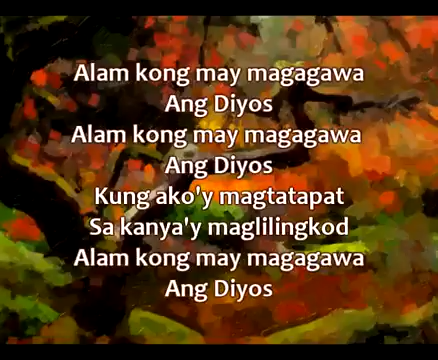 Alam kong may magagawa
Ang Diyos
Alam kong may magagawa
Ang Diyos
Kung ako'y magtatapat
Sa kanya'y maglilingkod
Alam kong may magagawa
Ang Diyos